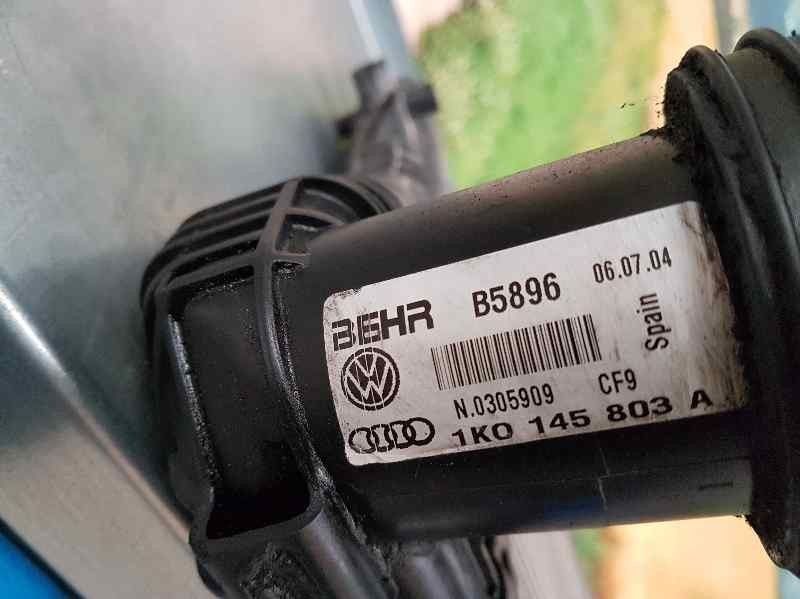 BEHR B5896 06.07.04
Spain
N.0305909 CF9
1K0 145 803 A